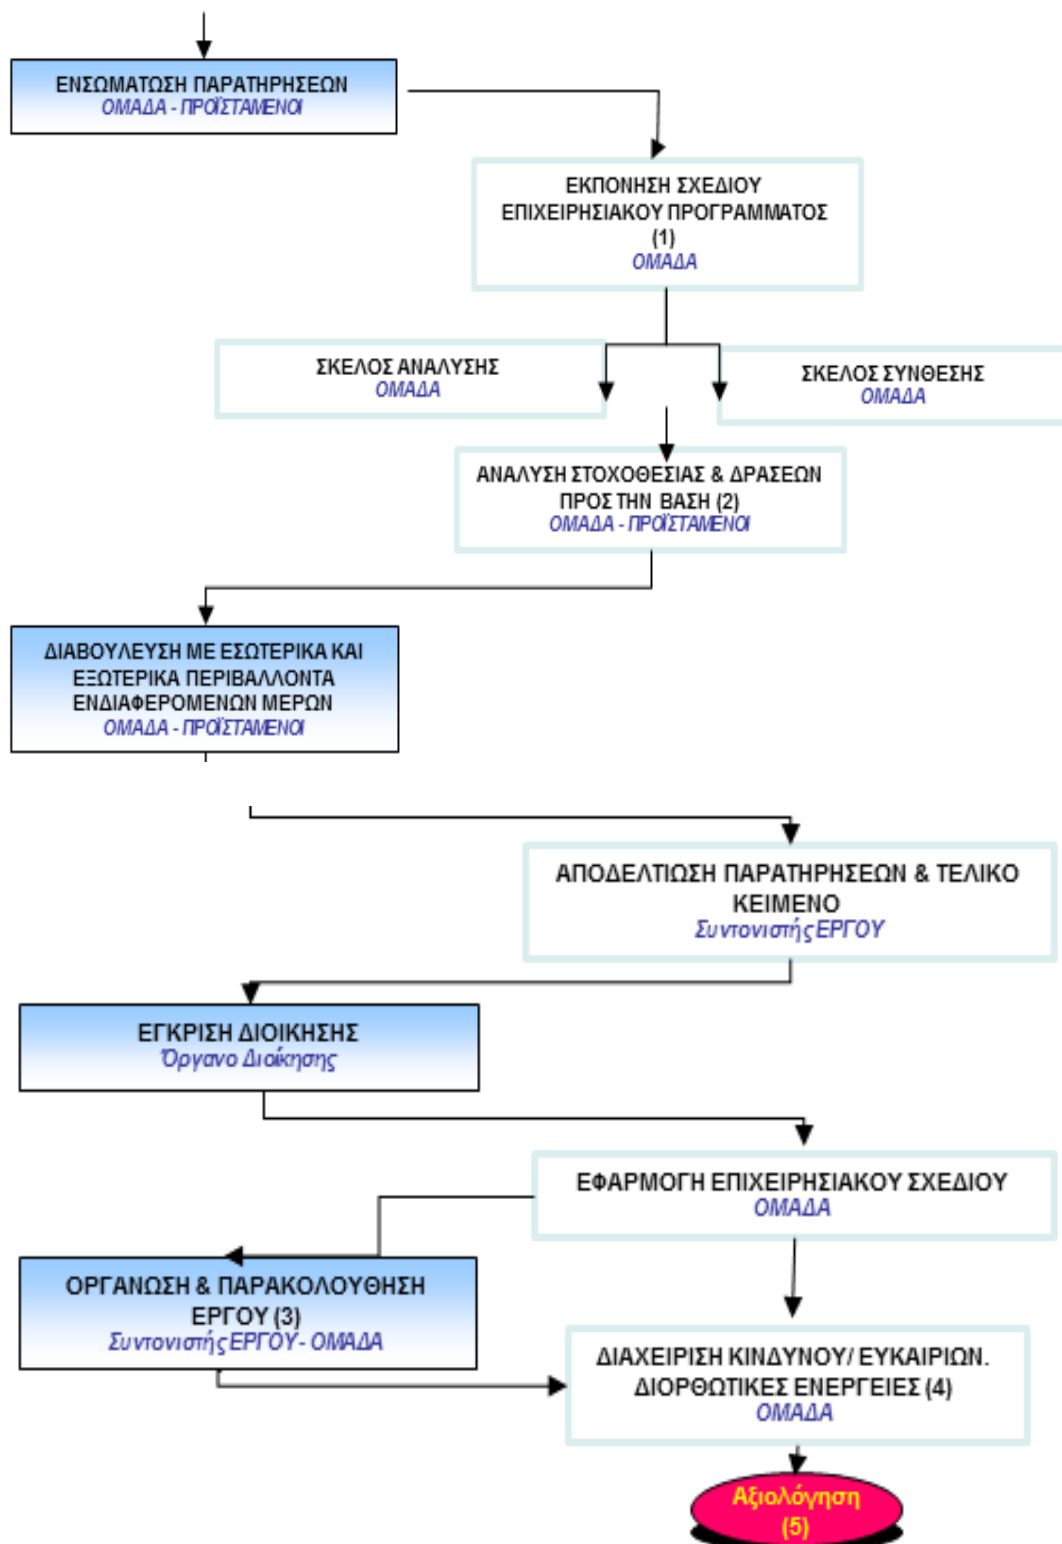 ΕΝΣΩΜΑΤΩΣΗ ΠΑΡΑΤΗΡΗΣΕΩΝ
ΟΜΑΔΑ - ΠΡΟΪΣΤΑΜΕΝΟΙ
ΕΚΠΟΝΗΣΗ ΣΧΕΔΙΟΥ
ΕΠΙΧΕΙΡΗΣΙΑΚΟΥ ΠΡΟΓΡΑΜΜΑΤΟΣ
(1)
ΟΜΑΔΑ
ΣΚΕΛΟΣ ΑΝΑΛΥΣΗΣ
ΟΜΑΔΑ
ΣΚΕΛΟΣ ΣΥΝΘΕΣΗΣ
ΟΜΑΔΑ
ΑΝΑΛΥΣΗ ΣΤΟΧΟΘΕΣΙΑΣ & ΔΡΑΣΕΩΝ
ΠΡΟΣ ΤΗΝ ΒΑΣΗ (2)
ΟΜΑΔΑ - ΠΡΟΪΣΤΑΜΕΝΟΙ
ΔΙΑΒΟΥΛΕΥΣΗ ΜΕ ΕΣΩΤΕΡΙΚΑ ΚΑΙ
ΕΞΩΤΕΡΙΚΑ ΠΕΡΙΒΑΛΛΟΝΤΑ
ΕΝΔΙΑΦΕΡΟΜΕΝΩΝ ΜΕΡΩΝ
ΟΜΑΔΑ - ΠΡΟΪΣΤΑΜΕΝΟΙ
ΑΠΟΔΕΛΤΙΩΣΗ ΠΑΡΑΤΗΡΗΣΕΩΝ & ΤΕΛΙΚΟ
ΚΕΙΜΕΝΟ
Συντονιστής ΕΡΓΟΥ
ΕΓΚΡΙΣΗ ΔΙΟΙΚΗΣΗΣ
Όργανο Διοίκησης
ΕΦΑΡΜΟΓΗ ΕΠΙΧΕΙΡΗΣΙΑΚΟΥ ΣΧΕΔΙΟΥ
ΟΜΑΔΑ
ΟΡΓΑΝΩΣΗ & ΠΑΡΑΚΟΛΟΥΘΗΣΗ
ΕΡΓΟΥ (3)
Συντονιστής ΕΡΓΟΥ - ΟΜΑΔΑ
ΔΙΑΧΕΙΡΙΣΗ ΚΙΝΔΥΝΟΥ/ ΕΥΚΑΙΡΙΩΝ.
ΔΙΟΡΘΩΤΙΚΕΣ ΕΝΕΡΓΕΙΕΣ (4)
ΟΜΑΔΑ
Αξιολόγηση
(5)